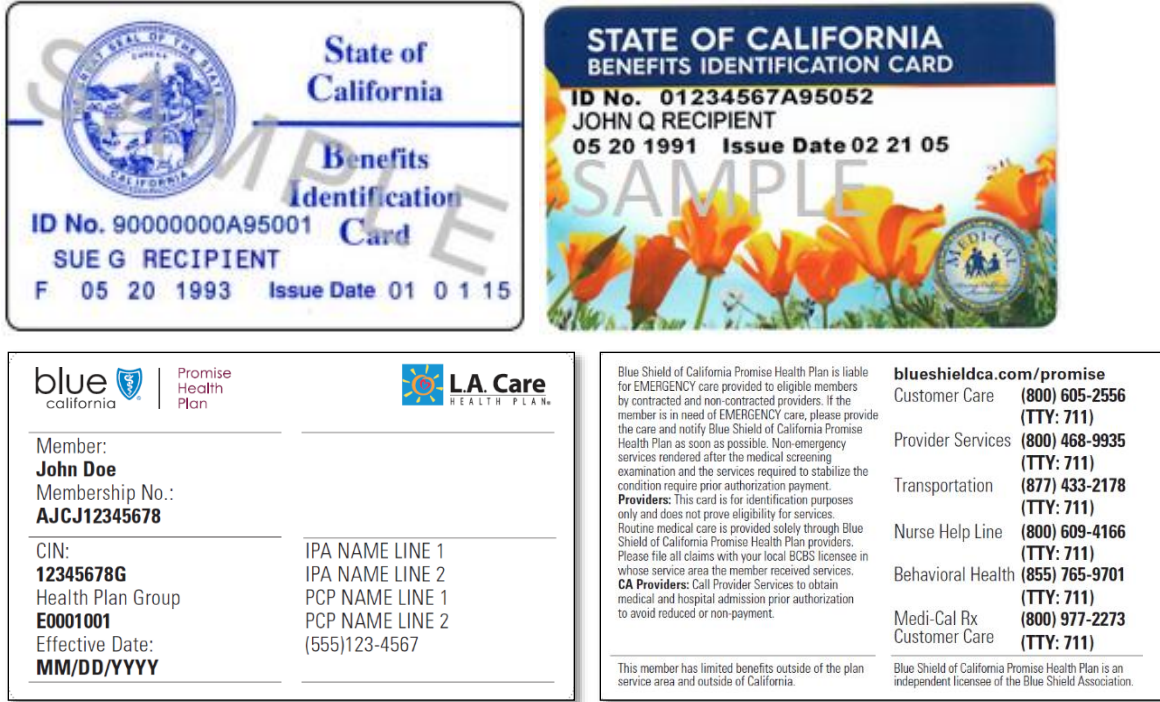 THE GREAT SEAL OF THE STATE OF
EUREKA
CALIFORNIA
SAMPLE
State of
California
Benefits
Identification
Card
ID No. 90000000A95001
SUE G RECIPIENT
F 05 20 1993 Issue Date 01 0 1 15
STATE OF CALIFORNIA
BENEFITS IDENTIFICATION CARD
ID No. 01234567A95052
JOHN Q RECIPIENT
05 20 1991 Issue Date 02 21 05
SAMPLE
MEDI-CAL
blue
california
Promise
Health
Plan
L.A. Care
HEALTH PLAN®
Member:
John Doe
Membership No.:
AJCJ12345678
CIN:
12345678G
Health Plan Group
E0001001
Effective Date:
MM/DD/YYYY
IPA NAME LINE 1
IPA NAME LINE 2
PCP NAME LINE 1
PCP NAME LINE 2
(555)123-4567
Blue Shield of California Promise Health Plan is liable
for EMERGENCY care provided to eligible members
by contracted and non-contracted providers. If the
member is in need of EMERGENCY care, please provide
the care and notify Blue Shield of California Promise
Health Plan as soon as possible. Non-emergency
services rendered after the medical screening
examination and the services required to stabilize the
condition require prior authorization payment.
Providers: This card is for identification purposes
only and does not prove eligibility for services.
Routine medical care is provided solely through Blue
Shield of California Promise Health Plan providers.
Please file all claims with your local BCBS licensee in
whose service area the member received services.
CA Providers: Call Provider Services to obtain
medical and hospital admission prior authorization
to avoid reduced or non-payment.
This member has limited benefits outside of the plan
service area and outside of California.
blueshieldca.com/promise
Customer Care (800) 605-2556
(TTY: 711)
Provider Services (800) 468-9935
(TTY: 711)
Transportation (877) 433-2178
(TTY: 711)
Nurse Help Line (800) 609-4166
(TTY: 711)
Behavioral Health (855) 765-9701
(TTY: 711)
Medi-Cal Rx (800) 977-2273
Customer Care (TTY: 711)
Blue Shield of California Promise Health Plan is an
independent licensee of the Blue Shield Association.